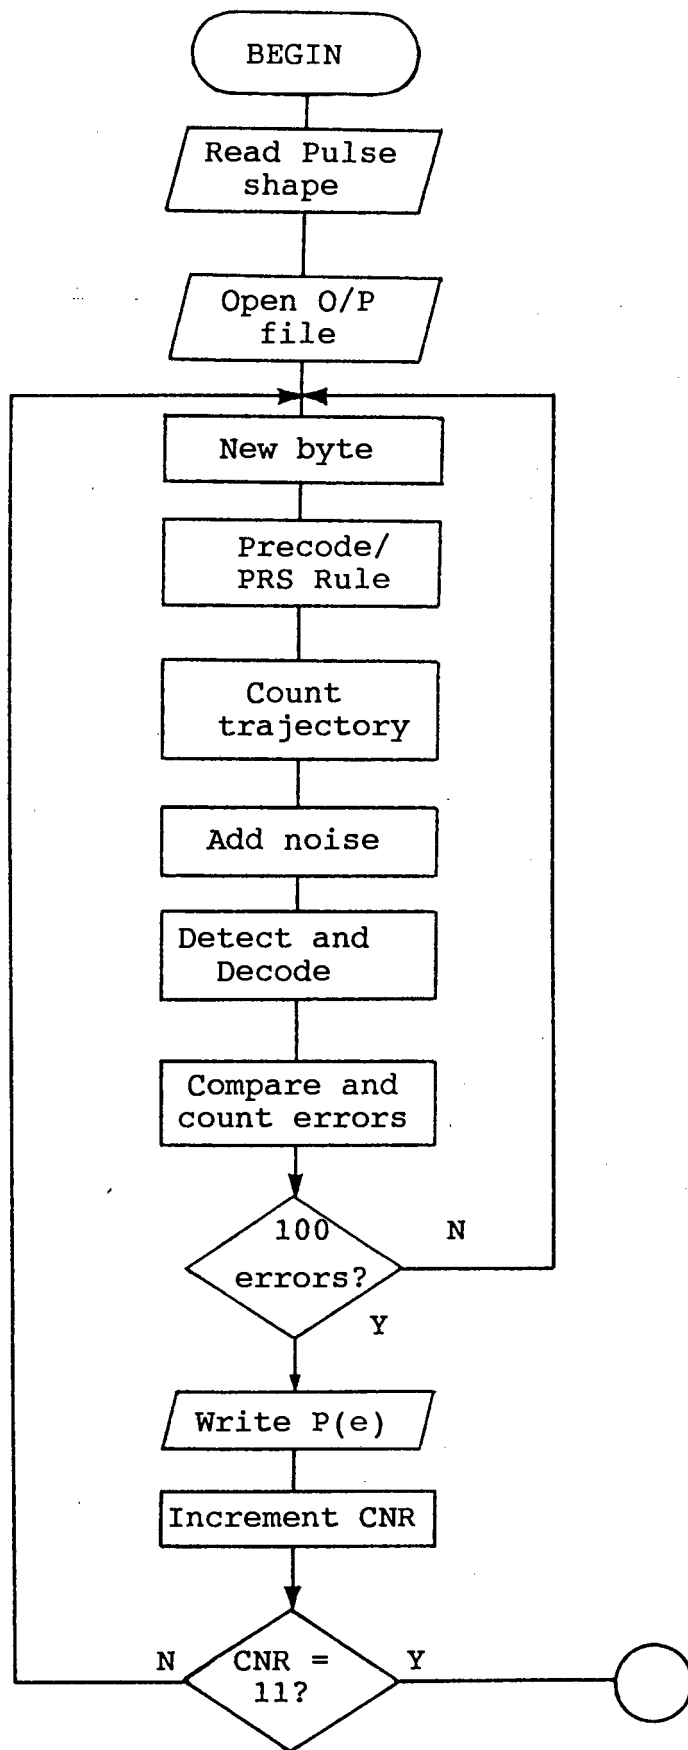 BEGIN
Read Pulse
shape
Open O/P
file
New byte
Precode/
PRS Rule
Count
trajectory
Add noise
Detect and
Decode
Compare and
count errors
100
errors?
N
Y
Write P(e)
Increment CNR
CNR =
11?
N
Y